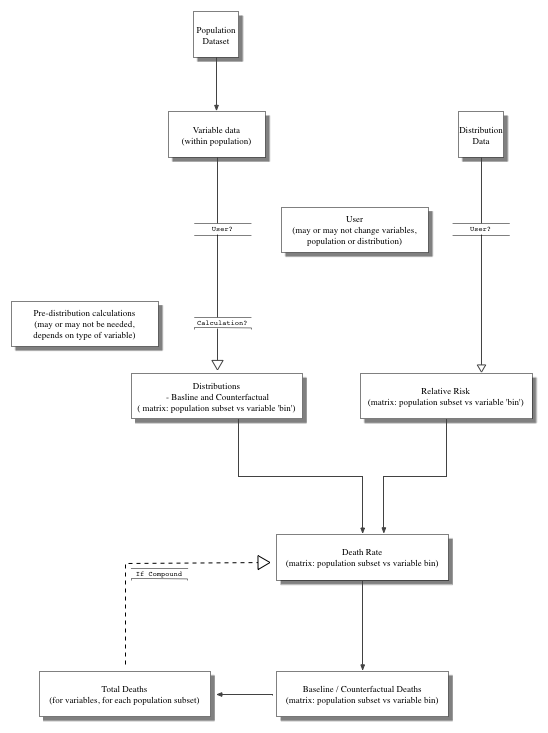 Population
Dataset
Variable data
(within population)
Distribution
Data
User?
User
(may or may not change variables,
population or distribution)
User?
Pre-distribution calculations
(may or may not be needed,
depends on type of variable)
Calculation?
Distributions
- Basline and Counterfactual
( matrix: population subset vs variable 'bin')
Relative Risk
(matrix: population subset vs variable 'bin')
Death Rate
(matrix: population subset vs variable bin)
If Compound
Total Deaths
(for variables, for each population subset)
Baseline / Counterfactual Deaths
(matrix: population subset vs variable bin)